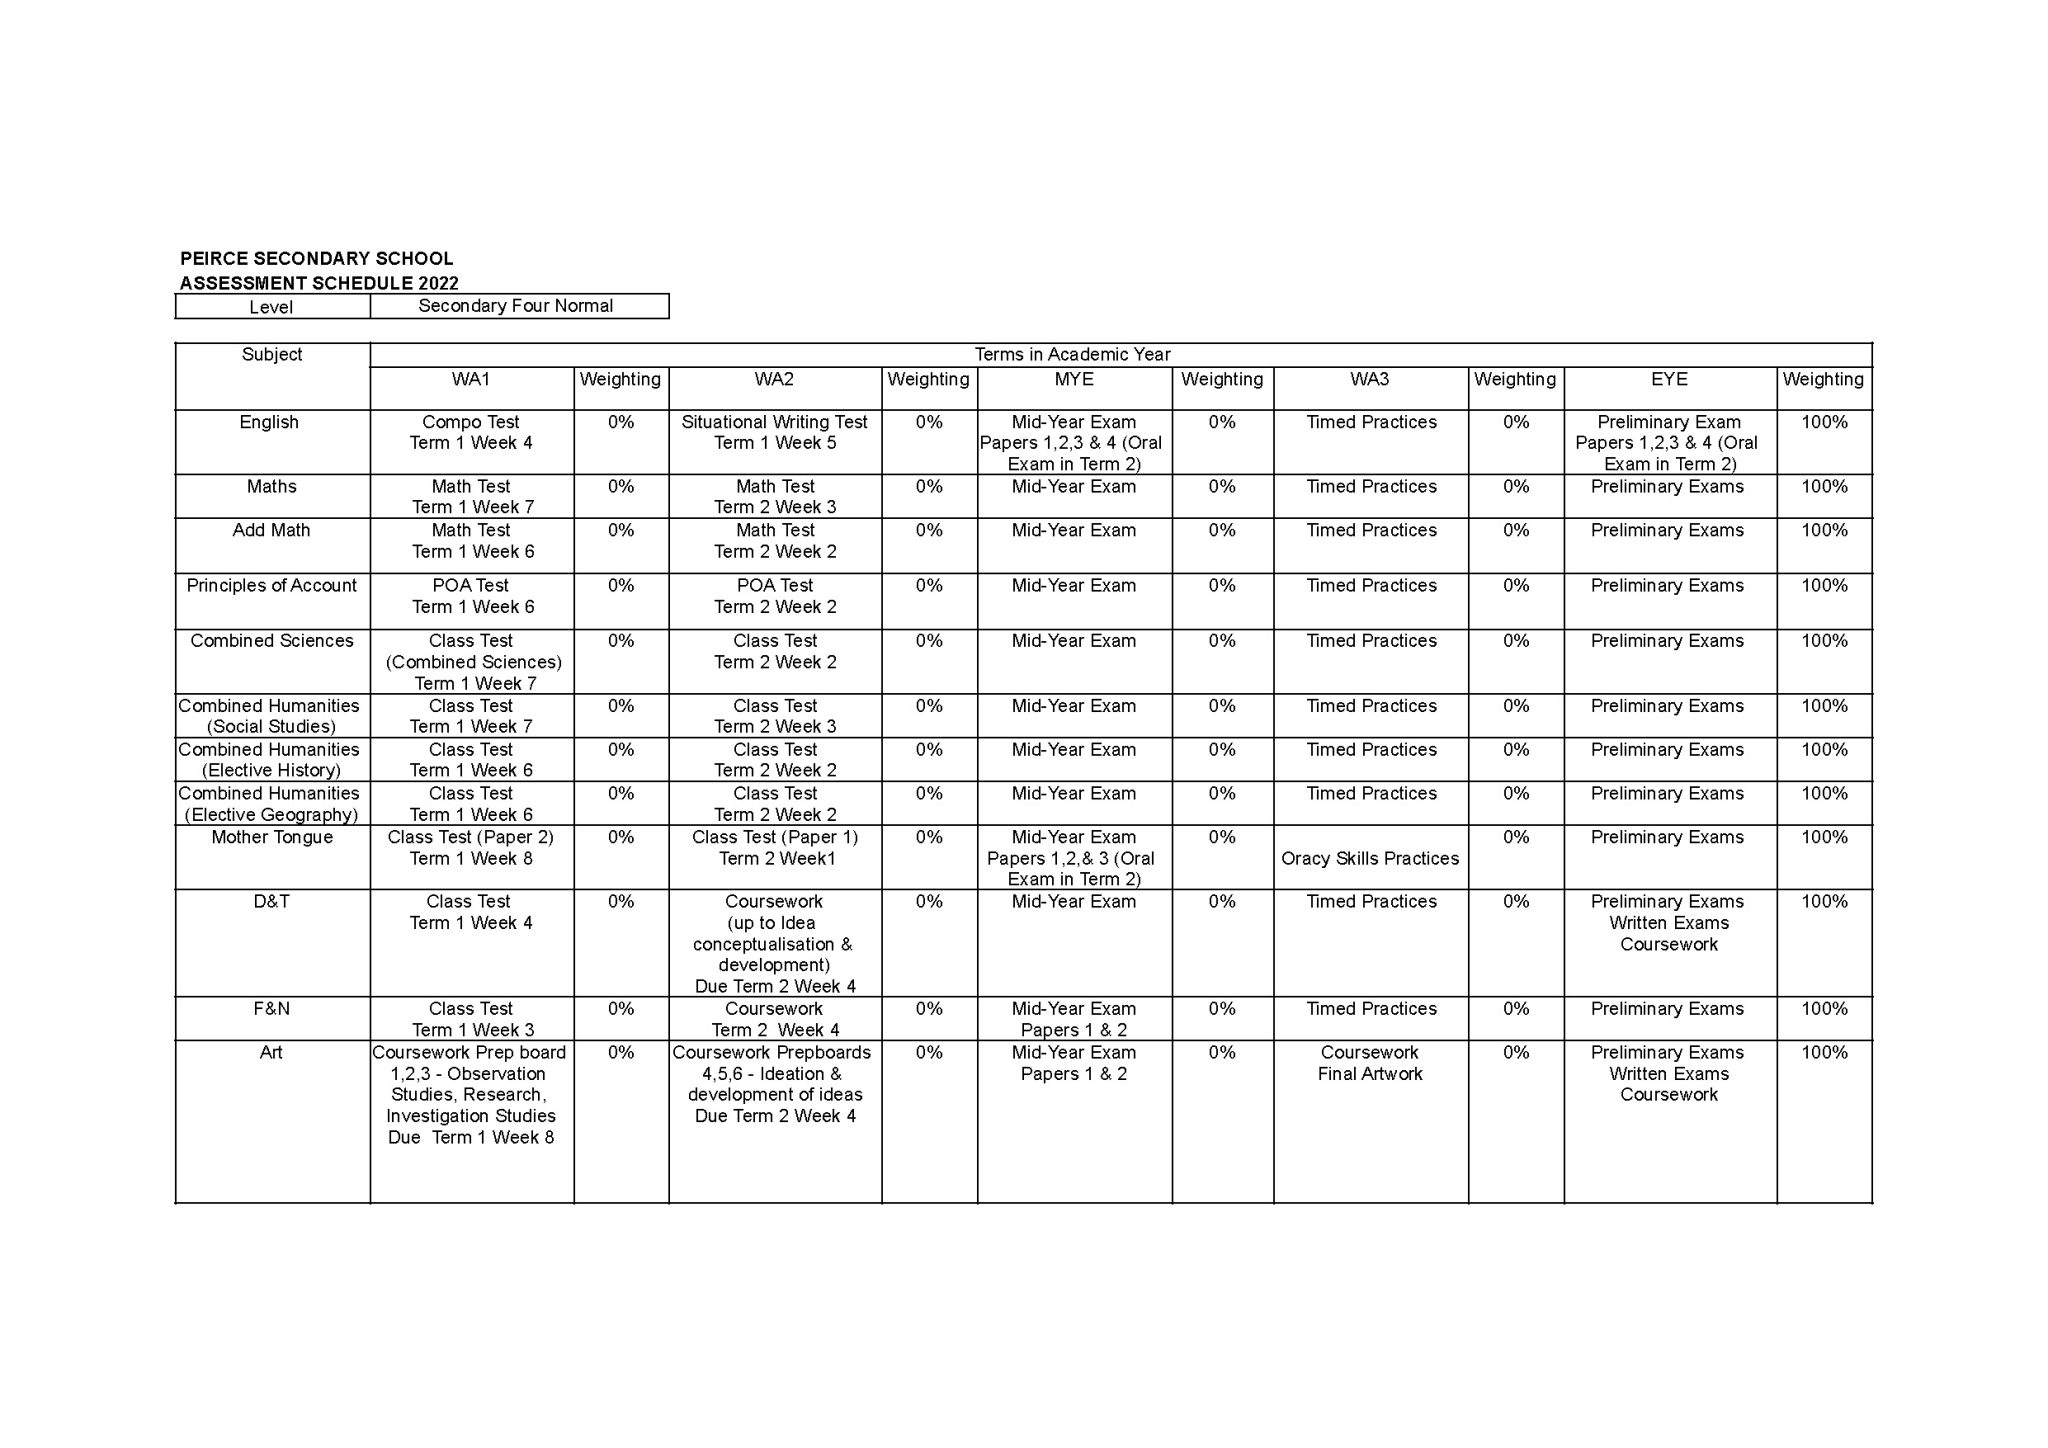 PEIRCE SECONDARY SCHOOL
ASSESSMENT SCHEDULE 2022
Level Secondary Four Normal
Subject Terms in Academic Year
WA1 Weighting WA2 Weighting MYE Weighting WA3 Weighting EYE Weighting
English Compo Test 0% Situational Writing Test 0% Mid-Year Exam 0% Timed Practices 0% Preliminary Exam 100%
Term 1 Week 4 Term 1 Week 5 Papers 1,2,3 & 4 (Oral Papers 1,2,3 & 4 (Oral
Exam in Term 2) Exam in Term 2)
Maths Math Test 0% Math Test 0% Mid-Year Exam 0% Timed Practices 0% Preliminary Exams 100%
Term 1 Week 7 Term 2 Week 3
Add Math Math Test 0% Math Test 0% Mid-Year Exam 0% Timed Practices 0% Preliminary Exams 100%
Term 1 Week 6 Term 2 Week 2
Principles of Account POA Test 0% POA Test 0% Mid-Year Exam 0% Timed Practices 0% Preliminary Exams 100%
Term 1 Week 6 Term 2 Week 2
Combined Sciences Class Test 0% Class Test 0% Mid-Year Exam 0% Timed Practices 0% Preliminary Exams 100%
(Combined Sciences) Term 2 Week 2
Term 1 Week 7
Combined Humanities Class Test 0% Class Test 0% Mid-Year Exam 0% Timed Practices 0% Preliminary Exams 100%
(Social Studies) Term 1 Week 7 Term 2 Week 3
Combined Humanities Class Test 0% Class Test 0% Mid-Year Exam 0% Timed Practices 0% Preliminary Exams 100%
(Elective History) Term 1 Week 6 Term 2 Week 2
Combined Humanities Class Test 0% Class Test 0% Mid-Year Exam 0% Timed Practices 0% Preliminary Exams 100%
(Elective Geography) Term 1 Week 6 Term 2 Week 2
Mother Tongue Class Test (Paper 2) 0% Class Test (Paper 1) 0% Mid-Year Exam 0% 0% Preliminary Exams 100%
Term 1 Week 8 Term 2 Week1 Papers 1,2,& 3 (Oral Oracy Skills Practices
Exam in Term 2)
D&T Class Test 0% Coursework 0% Mid-Year Exam 0% Timed Practices 0% Preliminary Exams 100%
Term 1 Week 4 (up to Idea Written Exams
conceptualisation & Coursework
development)
Due Term 2 Week 4
F&N Class Test 0% Coursework 0% Mid-Year Exam 0% Timed Practices 0% Preliminary Exams 100%
Term 1 Week 3 Term 2 Week 4 Papers 1 & 2
Art Coursework Prep board 0% Coursework Prepboards 0% Mid-Year Exam 0% Coursework 0% Preliminary Exams 100%
1,2,3 - Observation 4,5,6 - Ideation & Papers 1 & 2 Final Artwork Written Exams
Studies, Research, development of ideas Coursework
Investigation Studies Due Term 2 Week 4
Due Term 1 Week 8